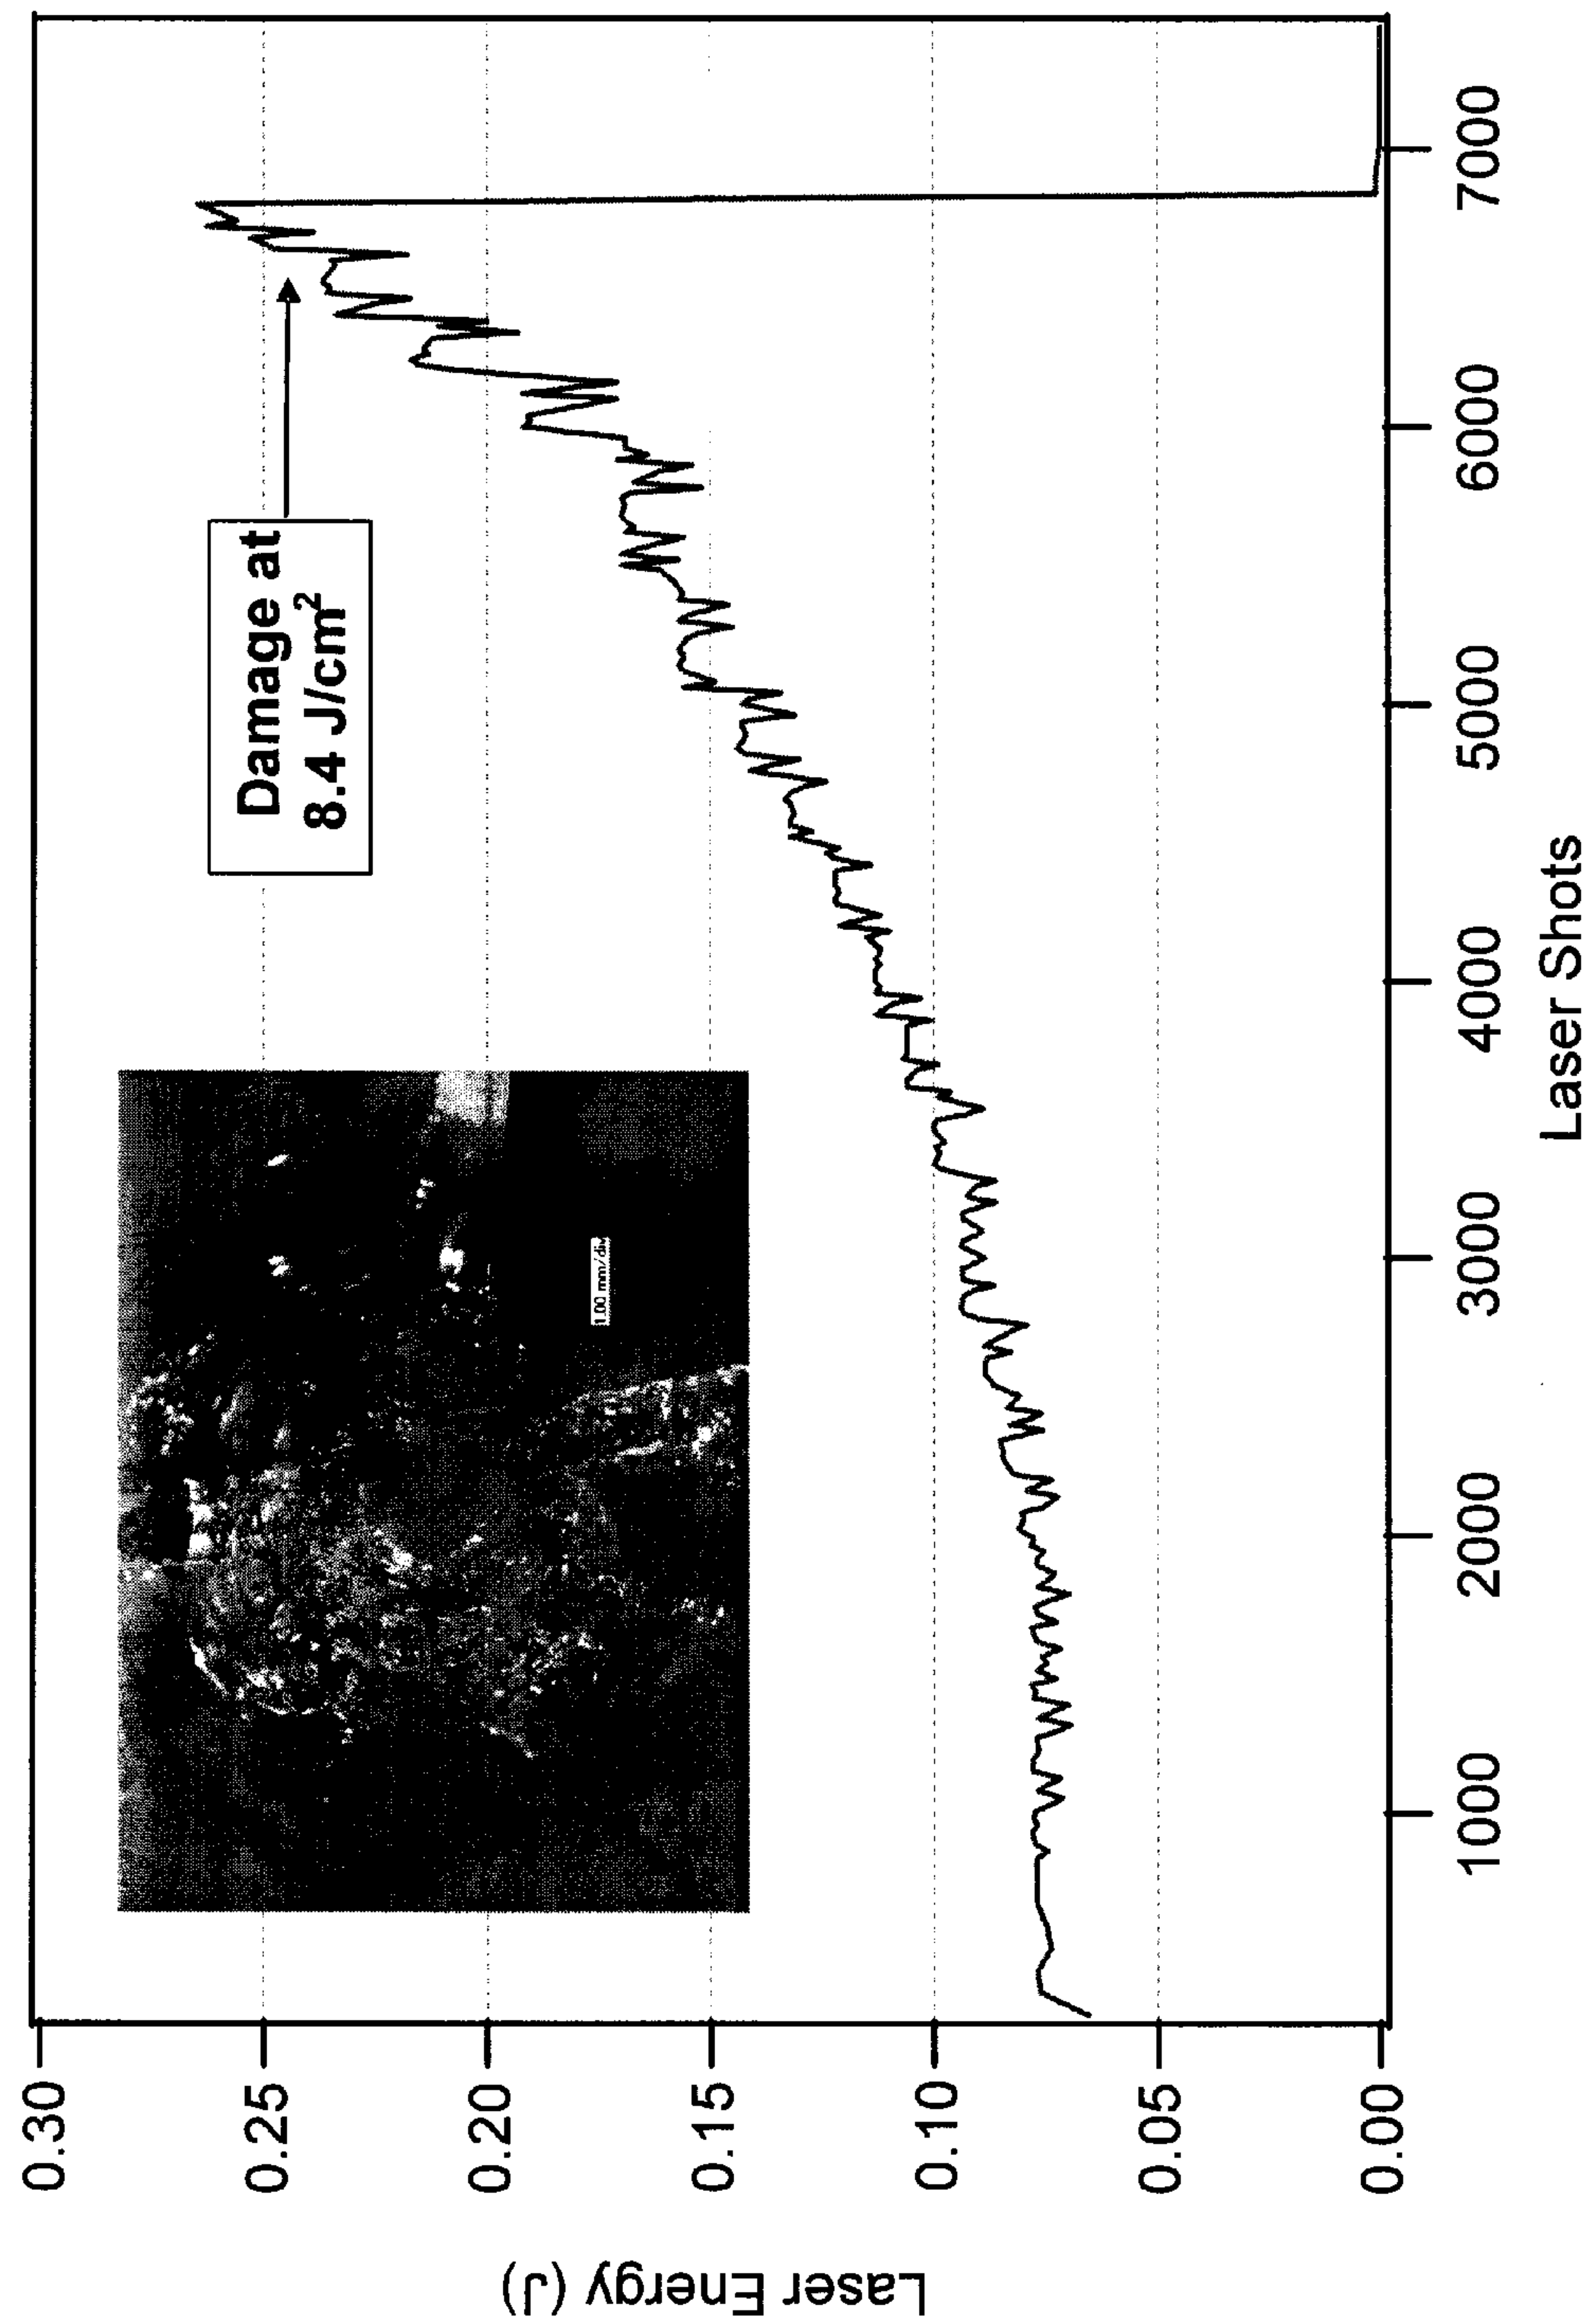 Laser Energy (J)
0.30
0.25
0.20
0.15
0.10
0.05
0.00
Damage at
8.4 J/cm²
1.00 mm/div
1000
2000
3000
4000
5000
6000
7000
Laser Shots